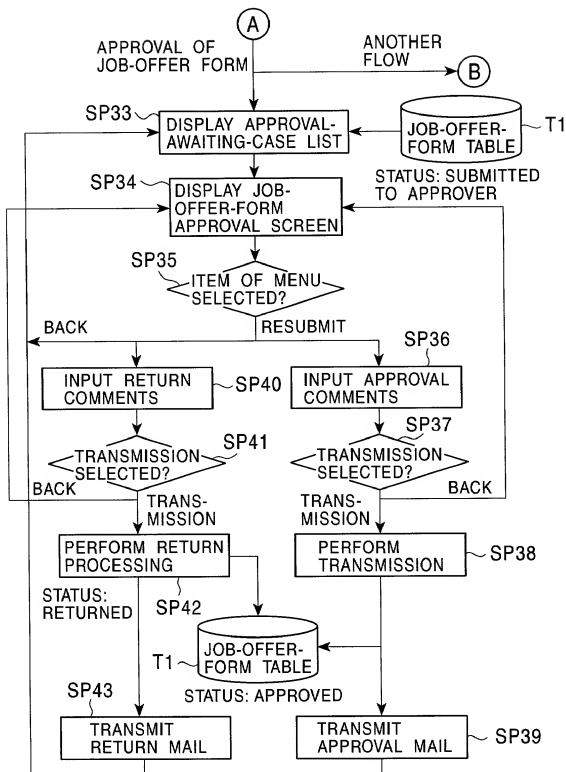 A
APPROVAL OF
JOB-OFFER FORM
ANOTHER
FLOW
B
SP33
DISPLAY APPROVAL-
AWAITING-CASE LIST
JOB-OFFER-
FORM TABLE
T1
STATUS: SUBMITTED
TO APPROVER
SP34
DISPLAY JOB-
OFFER-FORM
APPROVAL SCREEN
SP35
ITEM OF MENU
SELECTED?
BACK
RESUBMIT
SP36
INPUT RETURN
COMMENTS
SP40
INPUT APPROVAL
COMMENTS
SP37
SP41
TRANSMISSION
SELECTED?
TRANSMISSION
SELECTED?
BACK
TRANS-
MISSION
TRANS-
MISSION
BACK
PERFORM RETURN
PROCESSING
PERFORM
TRANSMISSION
SP38
STATUS:
RETURNED
SP42
JOB-OFFER-
FORM TABLE
T1
STATUS: APPROVED
SP43
TRANSMIT
RETURN MAIL
TRANSMIT
APPROVAL MAIL
SP39